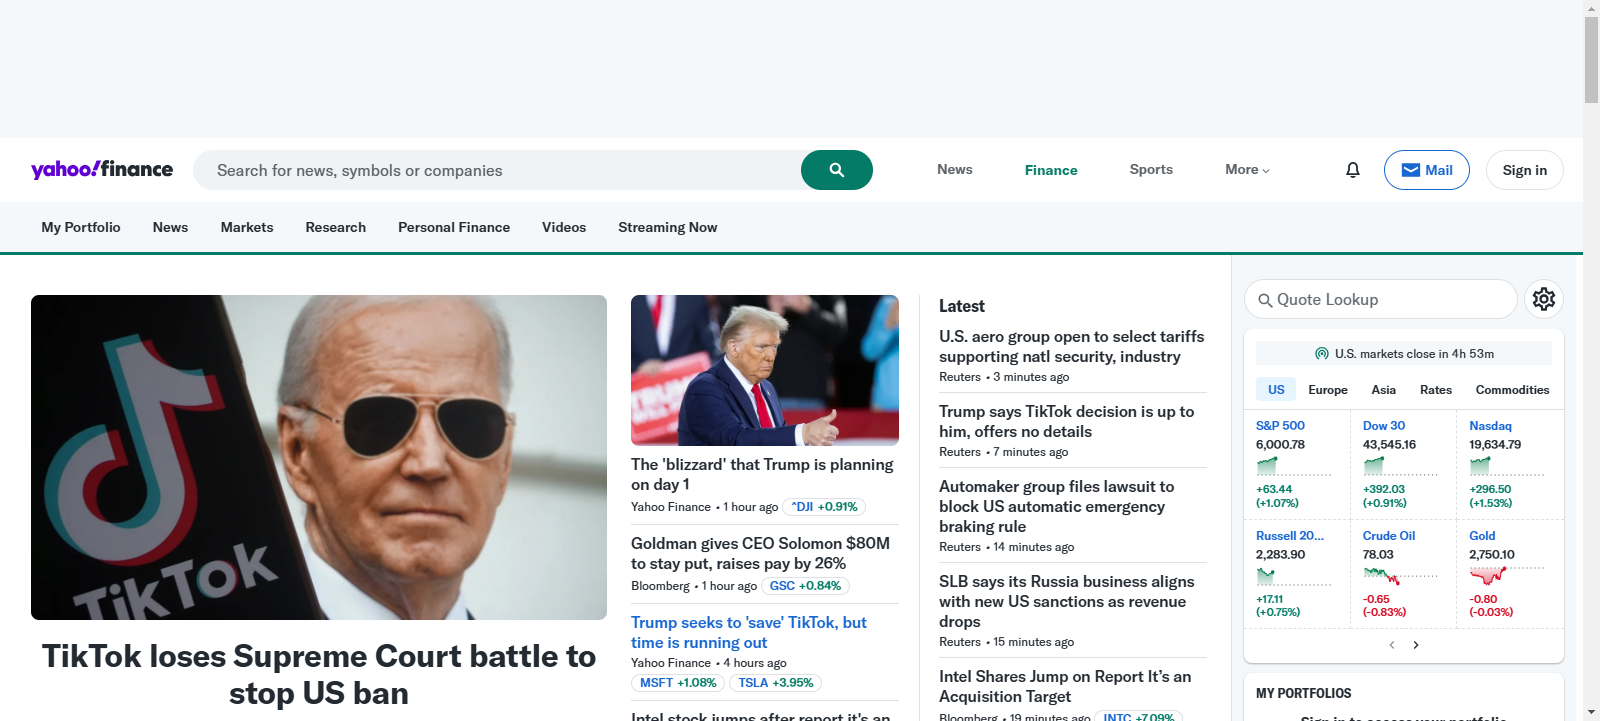 yahoo!finance
Search for news, symbols or companies
News
Finance
Sports
More
Mail
Sign in
My Portfolio
News
Markets
Research
Personal Finance
Videos
Streaming Now
TikTok
TikTok loses Supreme Court battle to
stop US ban
The 'blizzard' that Trump is planning
on day 1
Yahoo Finance • 1 hour ago ^DJI +0.91%
Goldman gives CEO Solomon $80M
to stay put, raises pay by 26%
Bloomberg • 1 hour ago GSC +0.84%
Trump seeks to 'save' TikTok, but
time is running out
Yahoo Finance • 4 hours ago
MSFT +1.08% TSLA +3.95%
Intel stock jumps after report it's an
Latest
U.S. aero group open to select tariffs
supporting natl security, industry
Reuters • 3 minutes ago
Trump says TikTok decision is up to
him, offers no details
Reuters • 7 minutes ago
Automaker group files lawsuit to
block US automatic emergency
braking rule
Reuters • 14 minutes ago
SLB says its Russia business aligns
with new US sanctions as revenue
drops
Reuters • 15 minutes ago
Intel Shares Jump on Report It’s an
Acquisition Target
Bloomberg • 19 minutes ago INTC +7.09%
Quote Lookup
U.S. markets close in 4h 53m
US Europe Asia Rates Commodities
S&P 500
6,000.78
+63.44
(+1.07%)
Dow 30
43,545.16
+392.03
(+0.91%)
Nasdaq
19,634.79
+296.50
(+1.53%)
Russell 20...
2,283.90
+17.11
(+0.75%)
Crude Oil
78.03
-0.65
(-0.83%)
Gold
2,750.10
-0.80
(-0.03%)
MY PORTFOLIOS
Sign in to access your portfolio